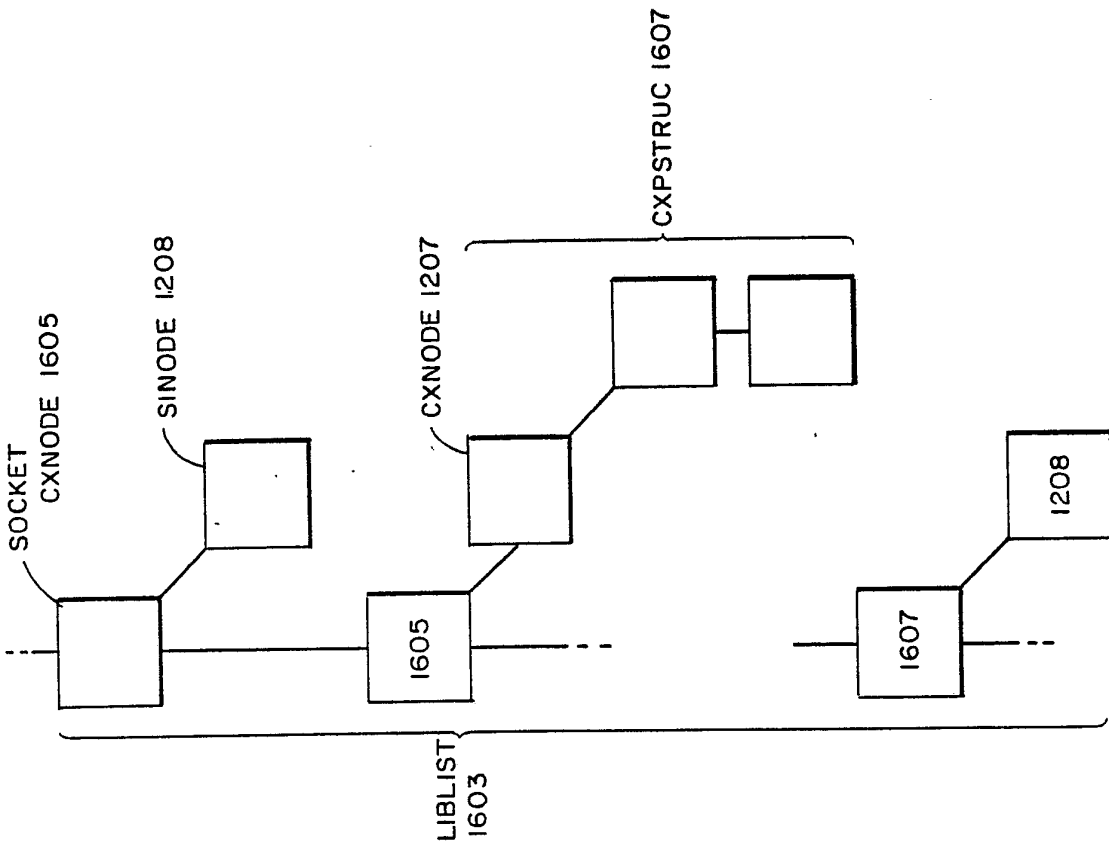 SOCKET
CXNODE 1605
SINODE 1208
CXNODE 1207
CXPSTRUC 1607
1605
1607
1208
LIBLIST
1603